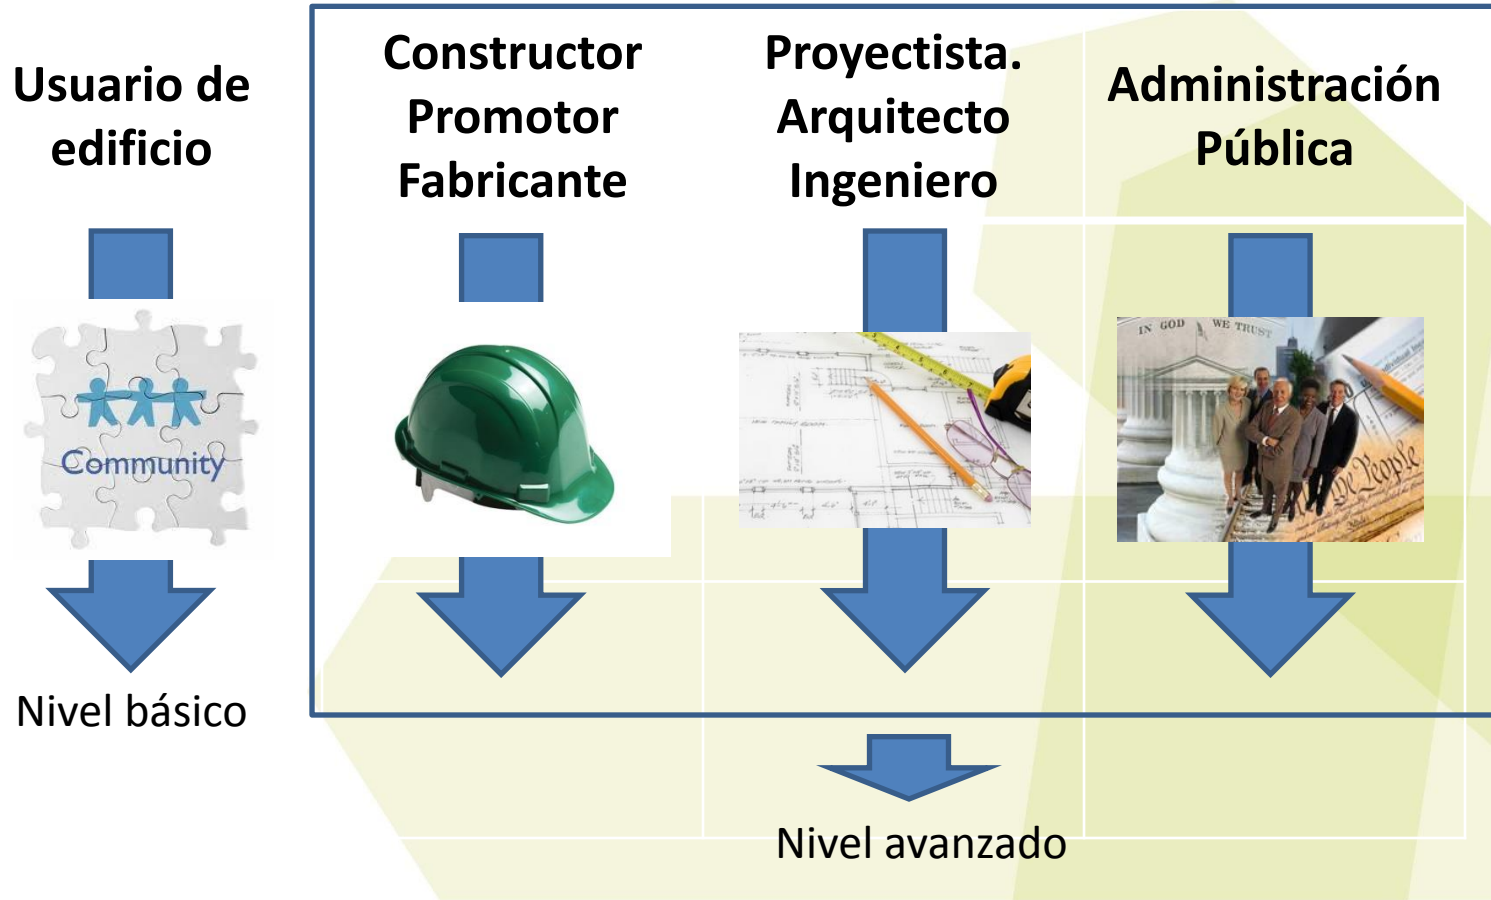 Usuario de
edificio
Constructor
Promotor
Fabricante
Proyectista.
Arquitecto
Ingeniero
Administración
Pública
Community
IN GOD WE TRUST
We People
Nivel básico
Nivel avanzado